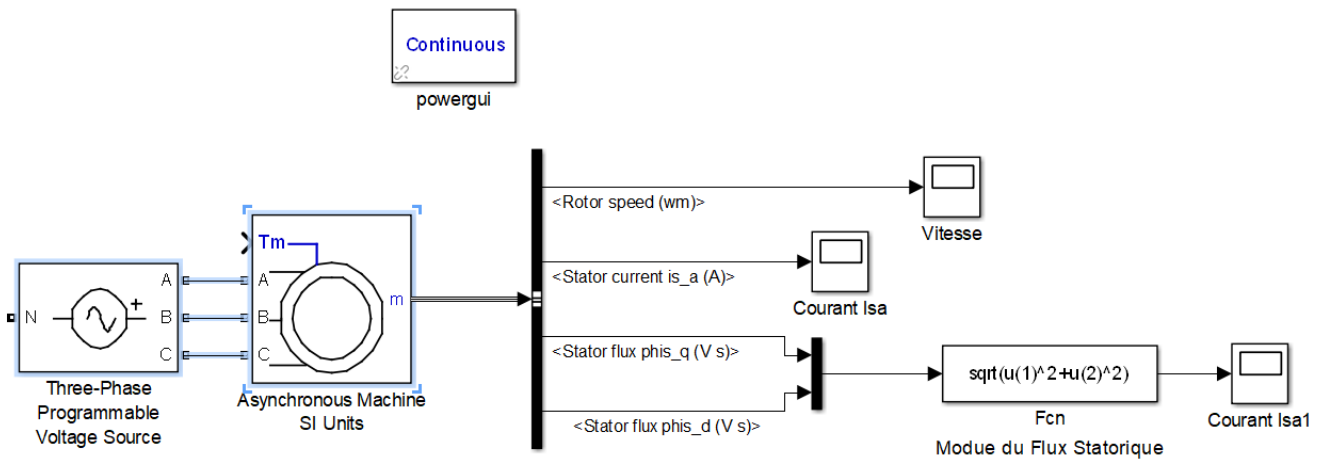 Continuous
powergui
<Rotor speed (wm)>
Vitesse
Tm
<Stator current is_a (A)>
Courant Isa
A
A
m
N
+
B
B
C
C
<Stator flux phis_q (V s)>
sqrt(u(1)^2+u(2)^2)
Three-Phase
Programmable
Voltage Source
Asynchronous Machine
SI Units
<Stator flux phis_d (V s)>
Fcn
Modue du Flux Statorique
Courant Isa1